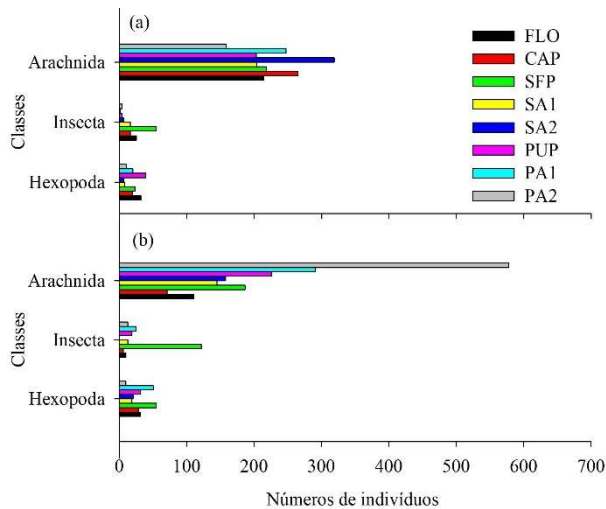 (a)
Classes
Arachnida
Insecta
Hexopoda
FLO
CAP
SFP
SA1
SA2
PUP
PA1
PA2
(b)
Classes
Arachnida
Insecta
Hexopoda
0 100 200 300 400 500 600 700
Números de indivíduos